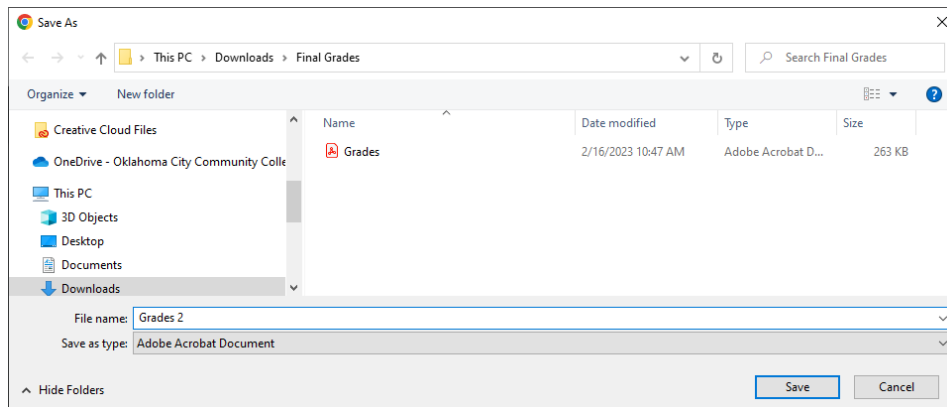 Save As
This PC > Downloads > Final Grades
Search Final Grades
Organize New folder
Name Date modified Type Size
Creative Cloud Files
OneDrive - Oklahoma City Community Colle
This PC
3D Objects
Desktop
Documents
Downloads
Grades 2/16/2023 10:47 AM Adobe Acrobat D... 263 KB
File name: Grades 2
Save as type: Adobe Acrobat Document
Hide Folders
Save Cancel